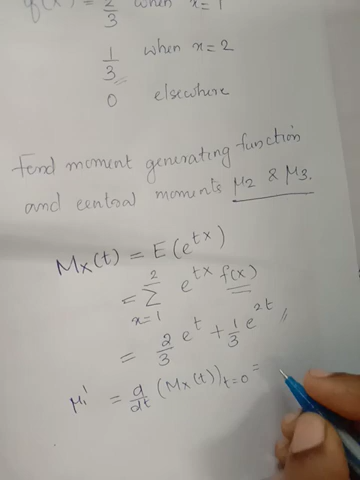 f(x) = 2/3 when x=1
1/3 when x=2
0 elsewhere
Find moment generating function
and central moments μ2 & μ3.
Mx(t) = E(e^tx)
= Σ_{x=1}^{2} e^tx f(x)
= 2/3 e^t + 1/3 e^2t //
μ1' = d/dt (Mx(t))t=0 =